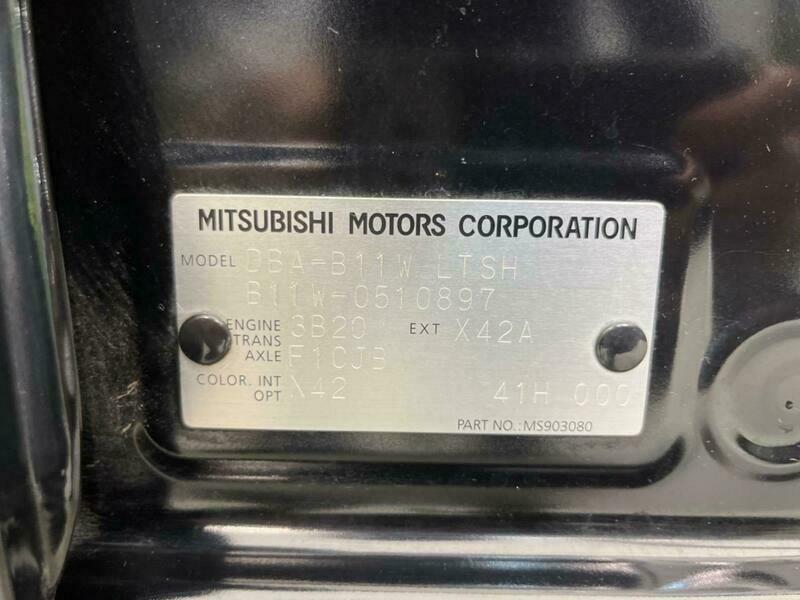 MITSUBISHI MOTORS CORPORATION
MODEL DBA-B11W LTSH
B11W-0510897
ENGINE 3B20 EXT X42A
TRANS
AXLE F1CJB
COLOR. INT X42 41H 000
OPT
PART NO.: MS903080